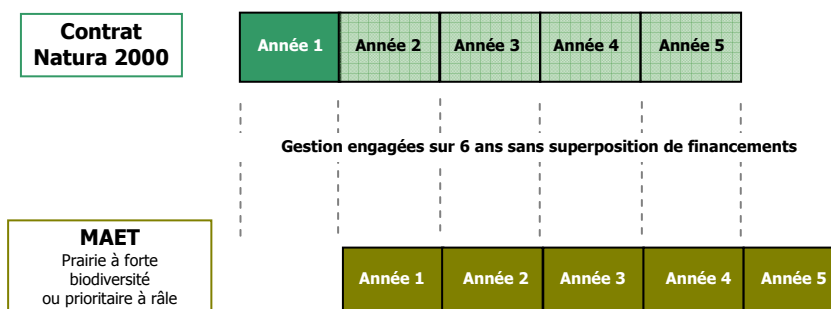 Contrat
Natura 2000
Année 1 Année 2 Année 3 Année 4 Année 5
Gestion engagées sur 6 ans sans superposition de financements
MAET
Prairie à forte
biodiversité
ou prioritaire à râle
Année 1 Année 2 Année 3 Année 4 Année 5